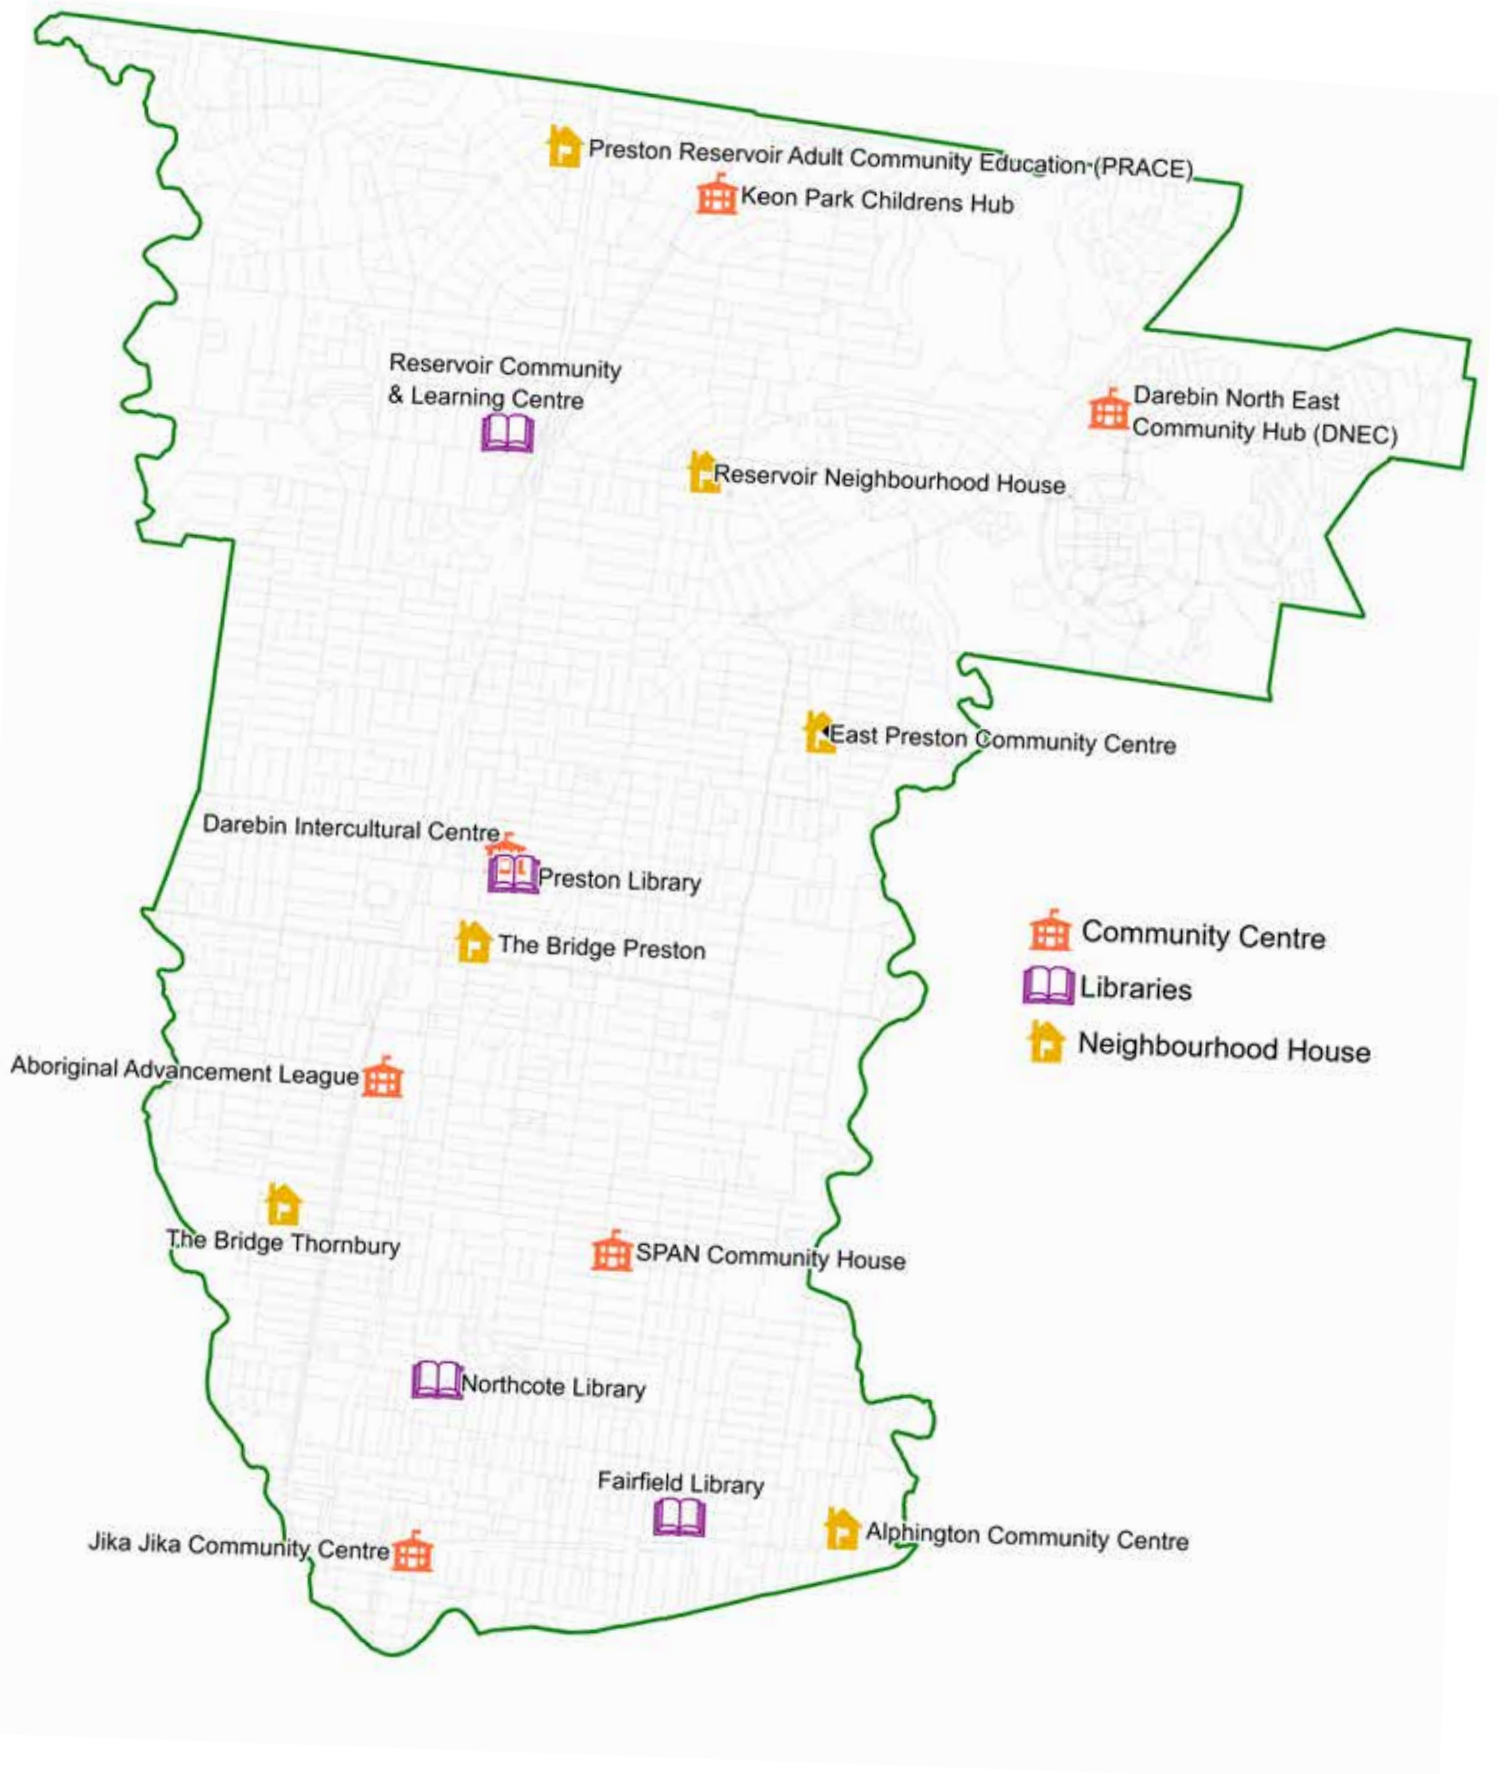 Preston Reservoir Adult Community Education (PRACE)
Keon Park Childrens Hub
Reservoir Community
& Learning Centre
Darebin North East
Community Hub (DNEC)
Reservoir Neighbourhood House
East Preston Community Centre
Darebin Intercultural Centre
Preston Library
The Bridge Preston
Community Centre
Libraries
Neighbourhood House
Aboriginal Advancement League
The Bridge Thornbury
SPAN Community House
Northcote Library
Fairfield Library
Alphington Community Centre
Jika Jika Community Centre